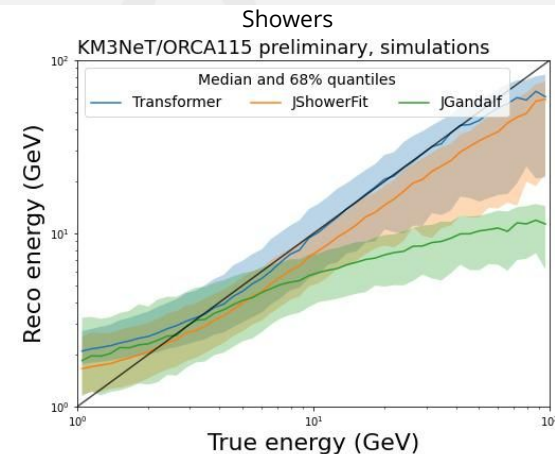 Showers
KM3NeT/ORCA115 preliminary, simulations
Median and 68% quantiles
Transformer JShowerFit JGandalf
Reco energy (GeV)
10²
10¹
10⁰
10⁰ 10¹ 10
True energy (GeV)